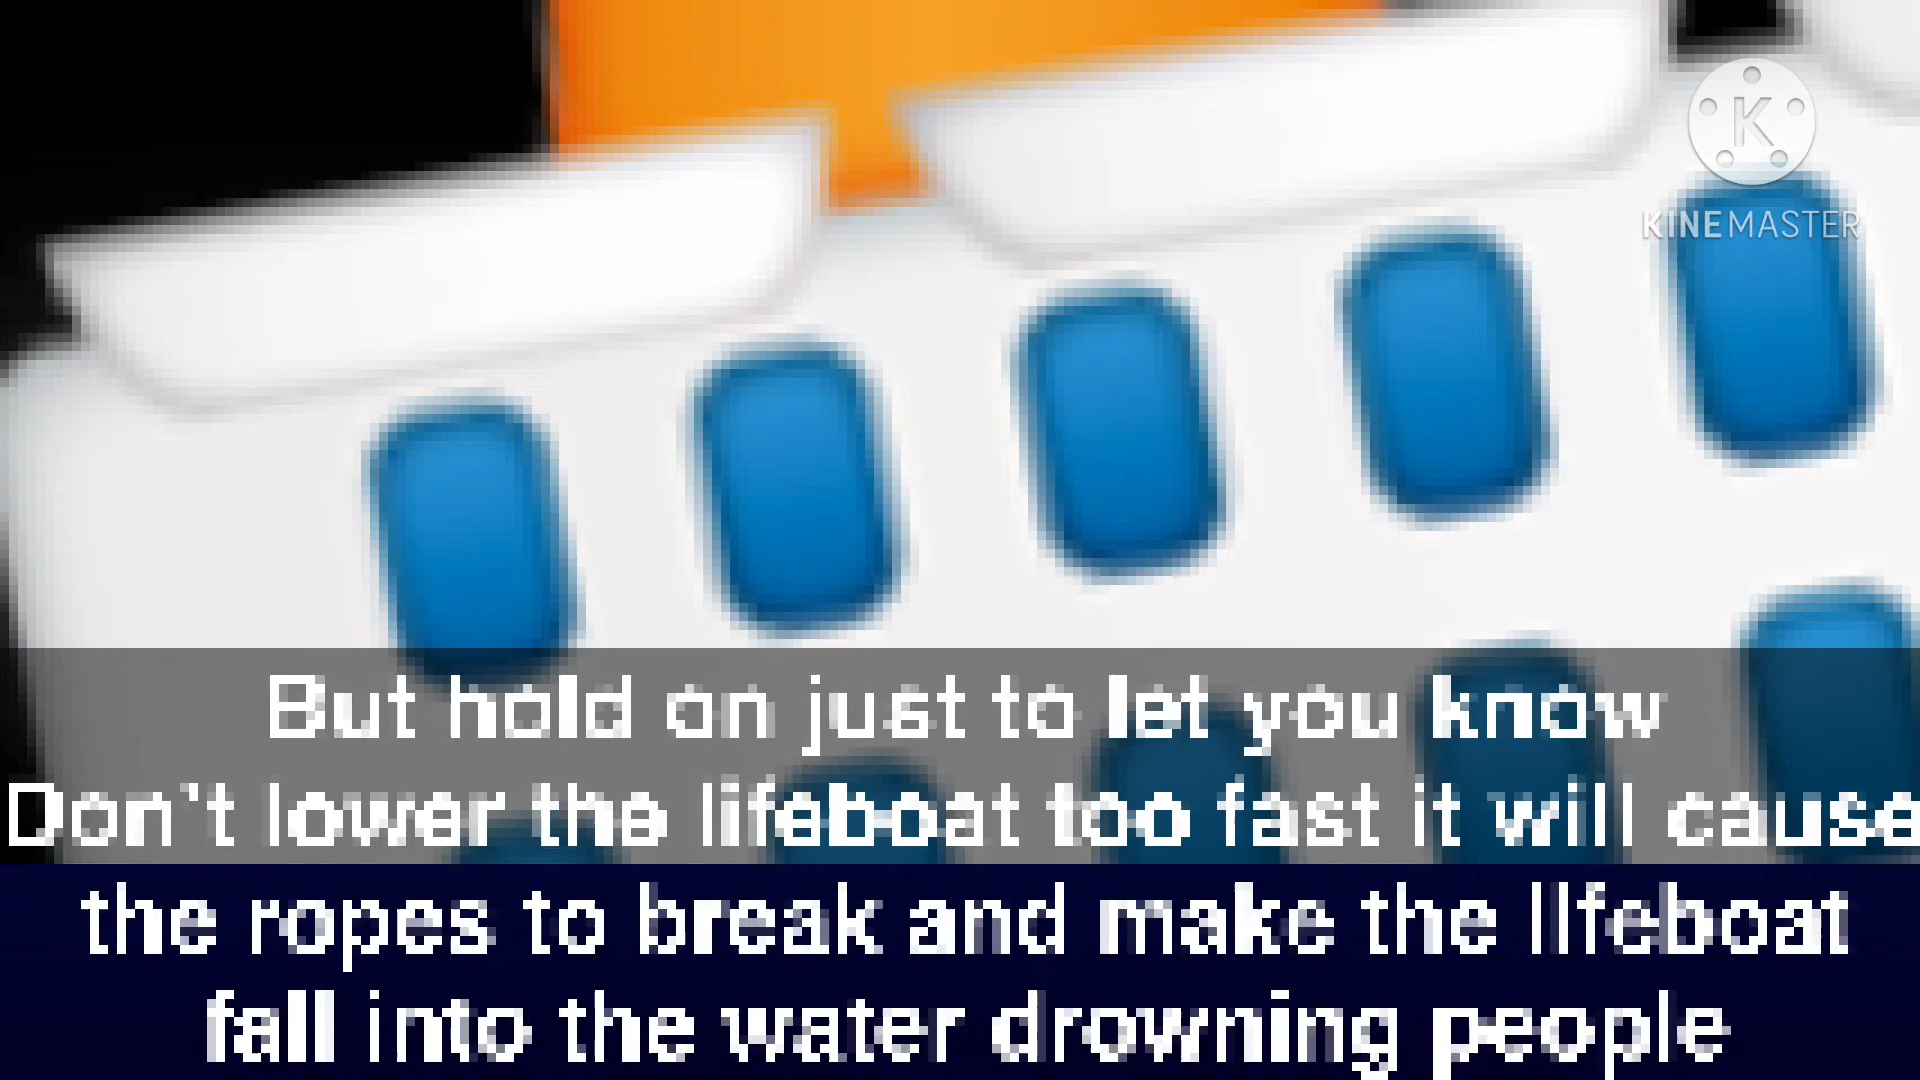 KINEMASTER
But hold on just to let you know
Don't lower the lifeboat too fast it will cause
the ropes to break and make the lifeboat
fall into the water drowning people